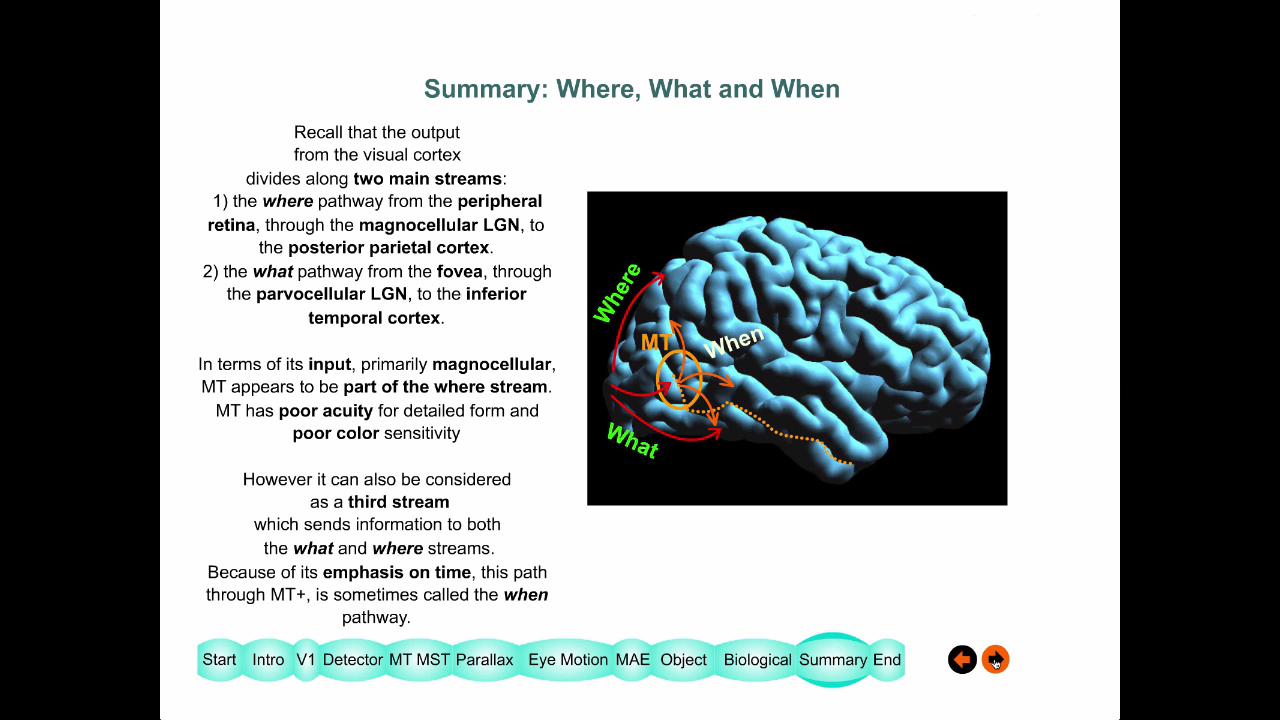 Summary: Where, What and When
Recall that the output
from the visual cortex
divides along two main streams:
1) the where pathway from the peripheral
retina, through the magnocellular LGN, to
the posterior parietal cortex.
2) the what pathway from the fovea, through
the parvocellular LGN, to the inferior
temporal cortex.
In terms of its input, primarily magnocellular,
MT appears to be part of the where stream.
MT has poor acuity for detailed form and
poor color sensitivity
However it can also be considered
as a third stream
which sends information to both
the what and where streams.
Because of its emphasis on time, this path
through MT+, is sometimes called the when
pathway.
Where
MT
When
What
Start Intro V1 Detector MT MST Parallax Eye Motion MAE Object Biological Summary End